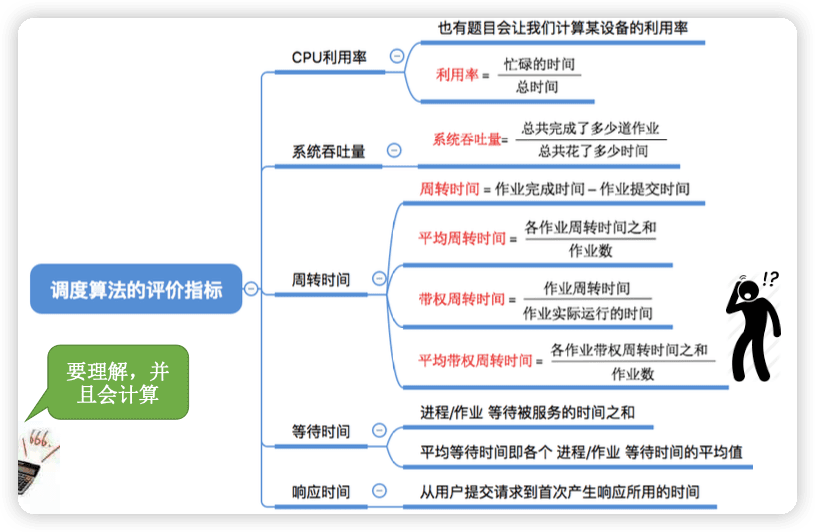 也有题目会让我们计算某设备的利用率
CPU利用率
利用率 = 忙碌的时间
总时间
系统吞吐量
系统吞吐量= 总共完成了多少道作业
总共花了多少时间
周转时间 = 作业完成时间 – 作业提交时间
平均周转时间 = 各作业周转时间之和
作业数
周转时间
调度算法的评价指标
!?
带权周转时间 = 作业周转时间
作业实际运行的时间
平均带权周转时间 = 各作业带权周转时间之和
作业数
要理解，并
且会计算
666.
进程/作业 等待被服务的时间之和
等待时间
平均等待时间即各个 进程/作业 等待时间的平均值
响应时间
从用户提交请求到首次产生响应所用的时间